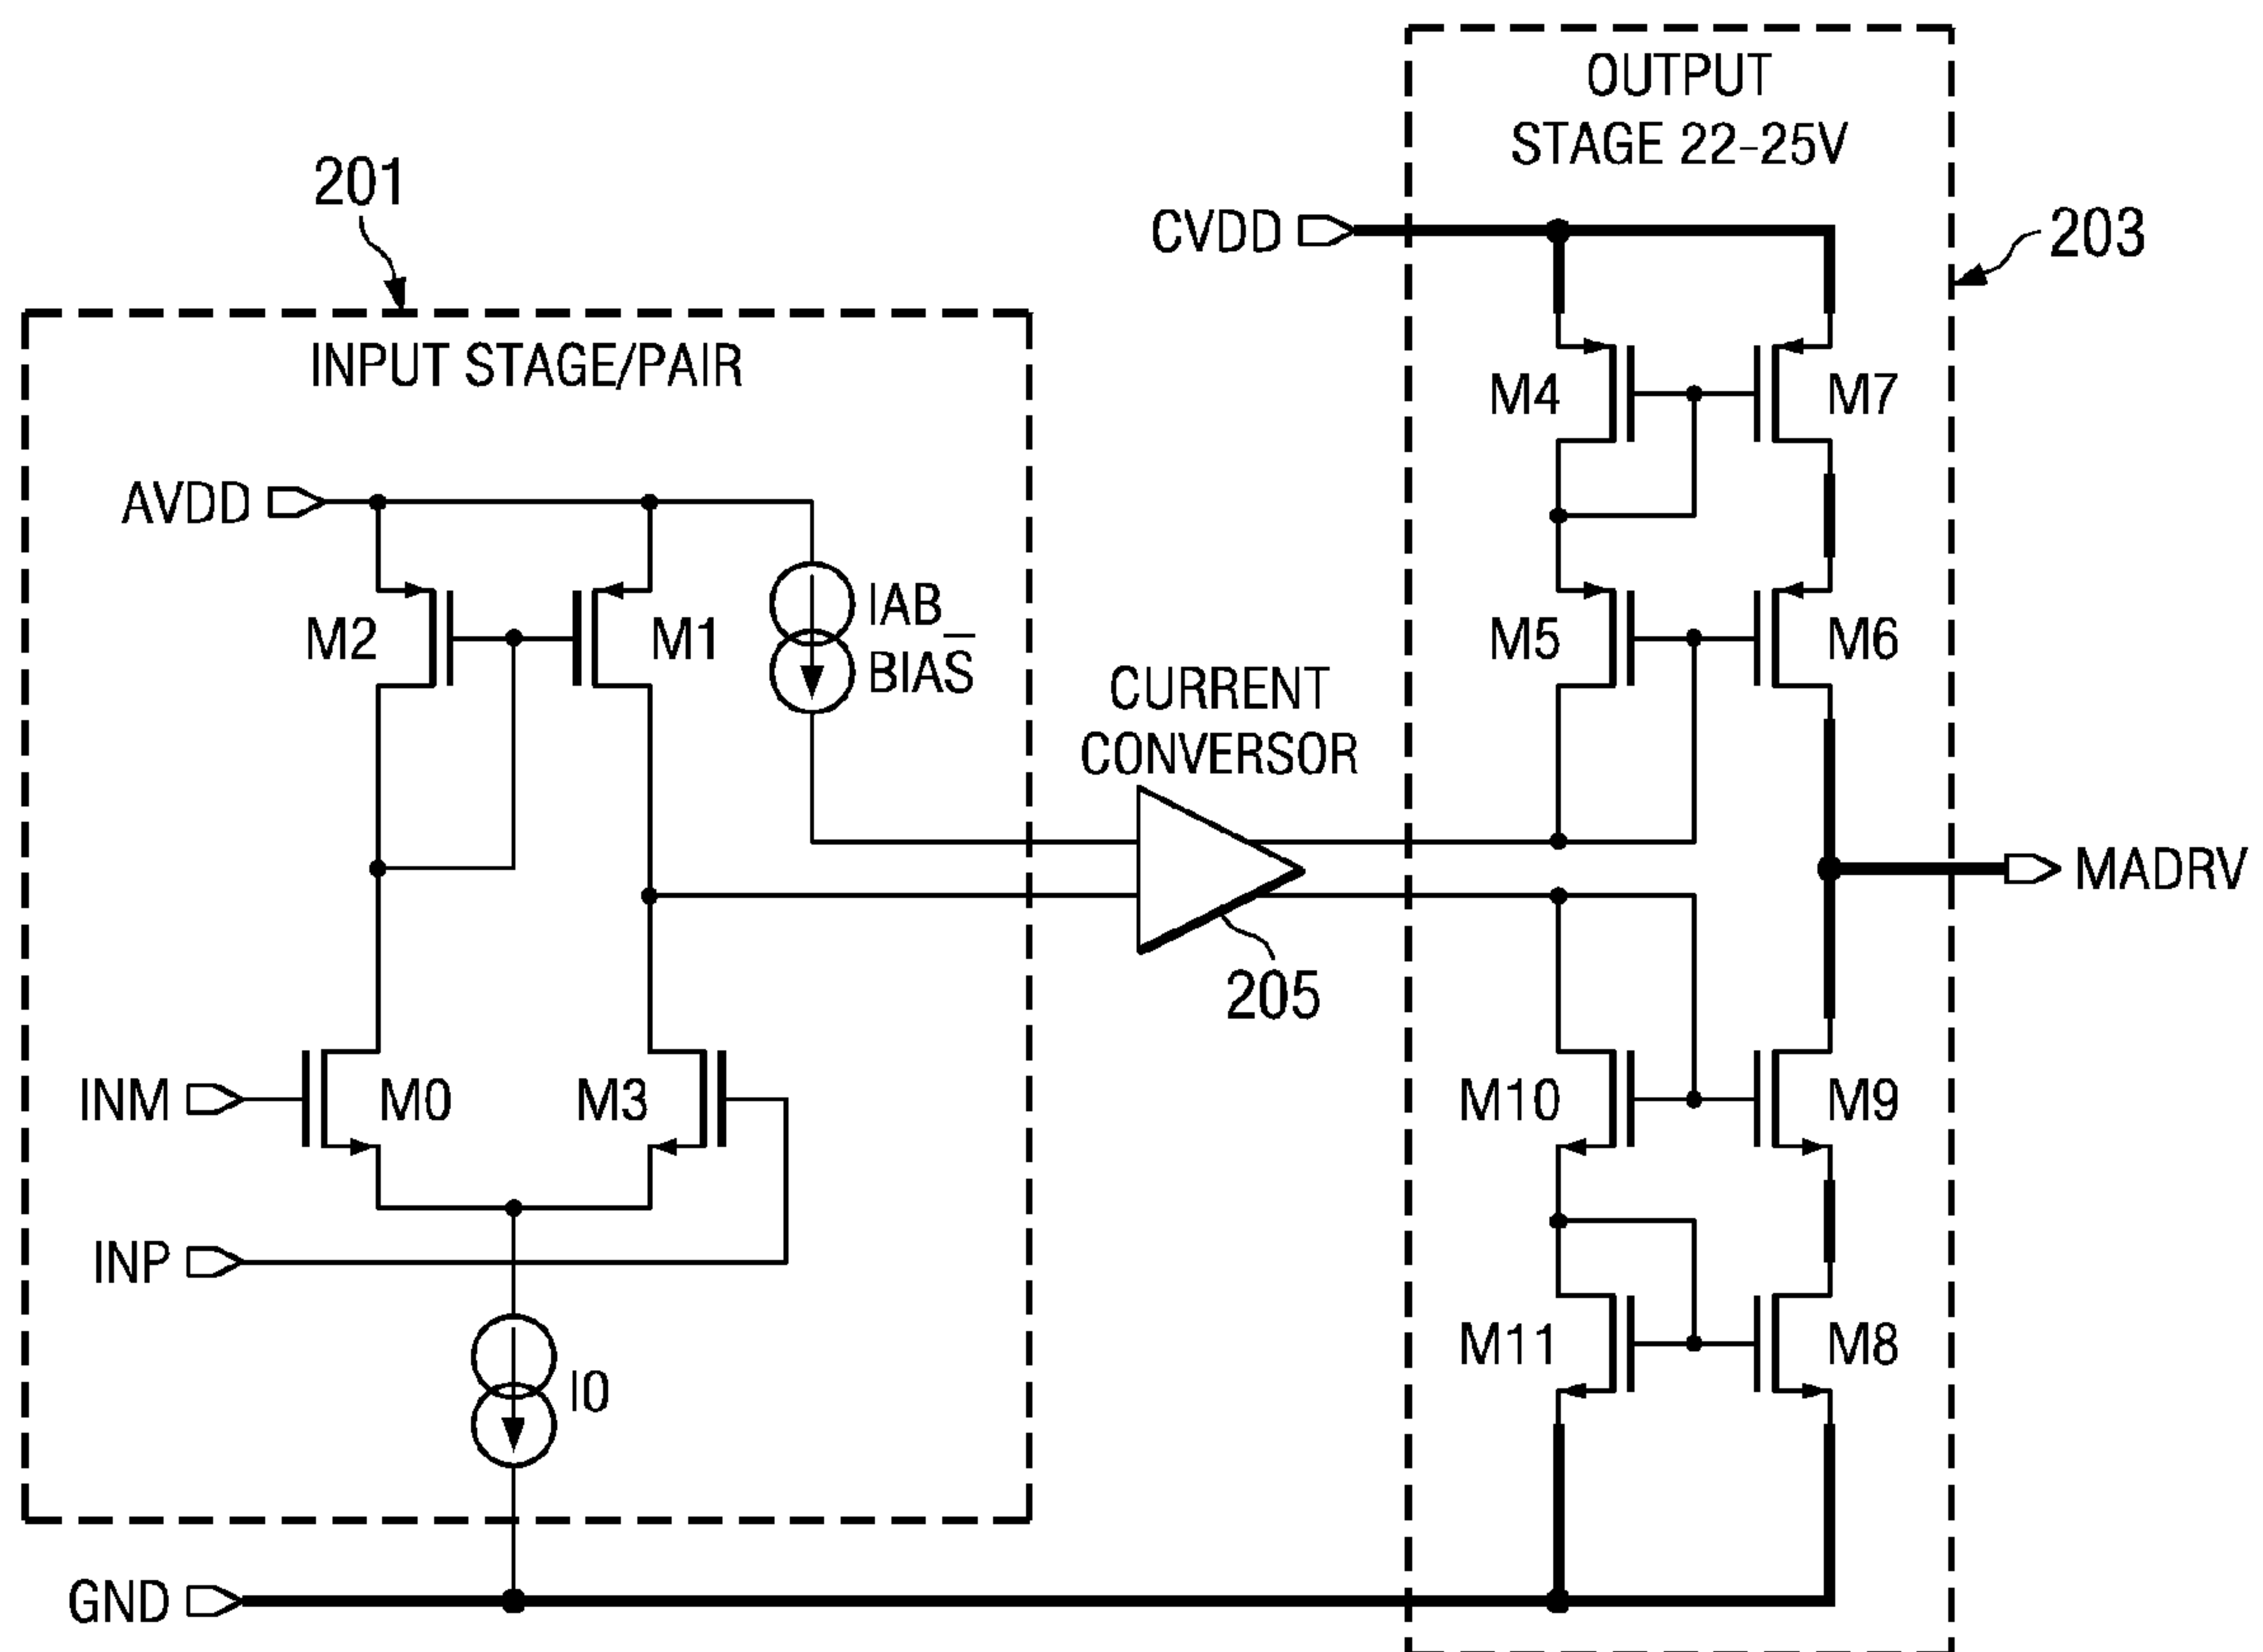 OUTPUT
STAGE 22-25V
201
CVDD
203
INPUT STAGE/PAIR
M4
M7
AVDD
M2
M1
IAB_
BIAS
M5
M6
CURRENT
CONVERSOR
MADRV
205
INM
M0
M3
M10
M9
INP
I0
M11
M8
GND